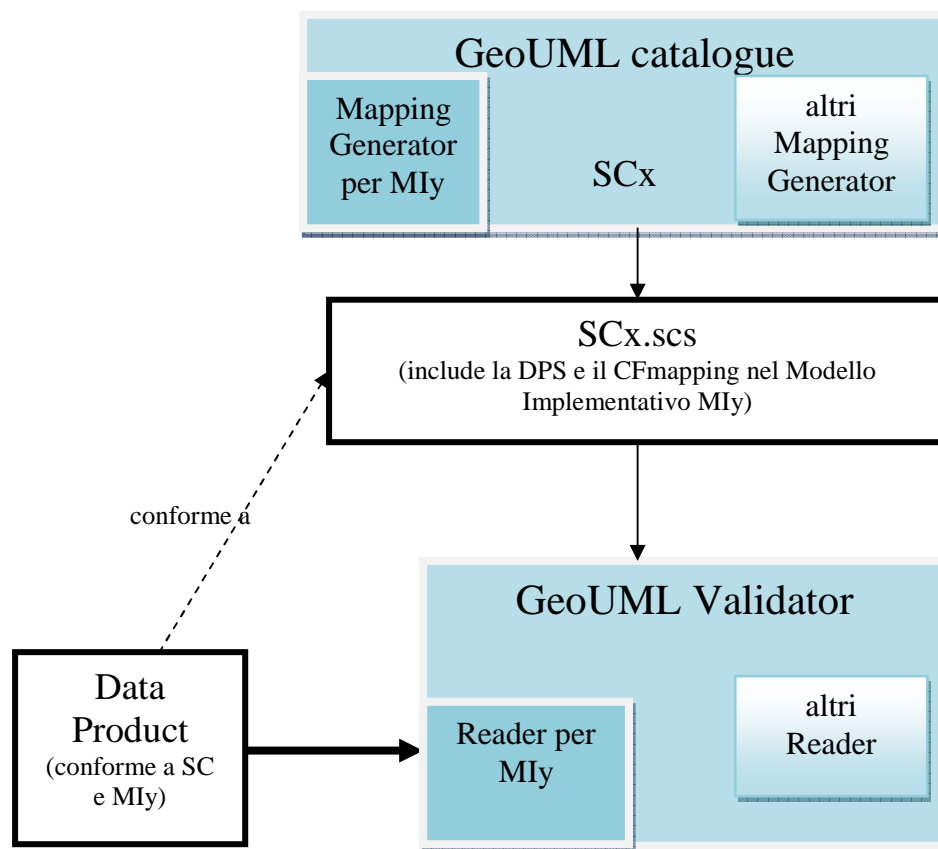 GeoUML catalogue
Mapping
Generator
per MIy
SCx
altri
Mapping
Generator
SCx.scs
(include la DPS e il CFmapping nel Modello
Implementativo MIy)
conforme a
GeoUML Validator
Data
Product
(conforme a SC
e MIy)
Reader per
MIy
altri
Reader